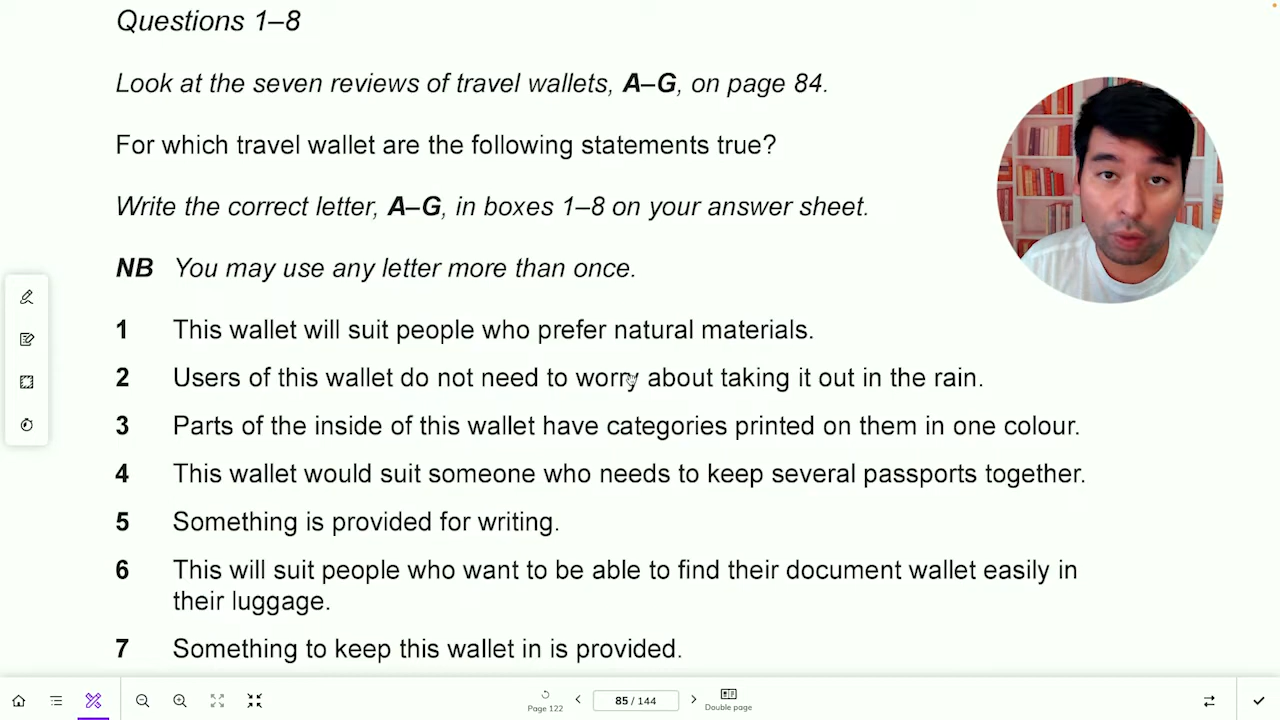 Questions 1–8
Look at the seven reviews of travel wallets, A–G, on page 84.
For which travel wallet are the following statements true?
Write the correct letter, A–G, in boxes 1–8 on your answer sheet.
NB You may use any letter more than once.
1 This wallet will suit people who prefer natural materials.
2 Users of this wallet do not need to worry about taking it out in the rain.
3 Parts of the inside of this wallet have categories printed on them in one colour.
4 This wallet would suit someone who needs to keep several passports together.
5 Something is provided for writing.
6 This will suit people who want to be able to find their document wallet easily in
their luggage.
7 Something to keep this wallet in is provided.
Page 122
85 / 144
Double page